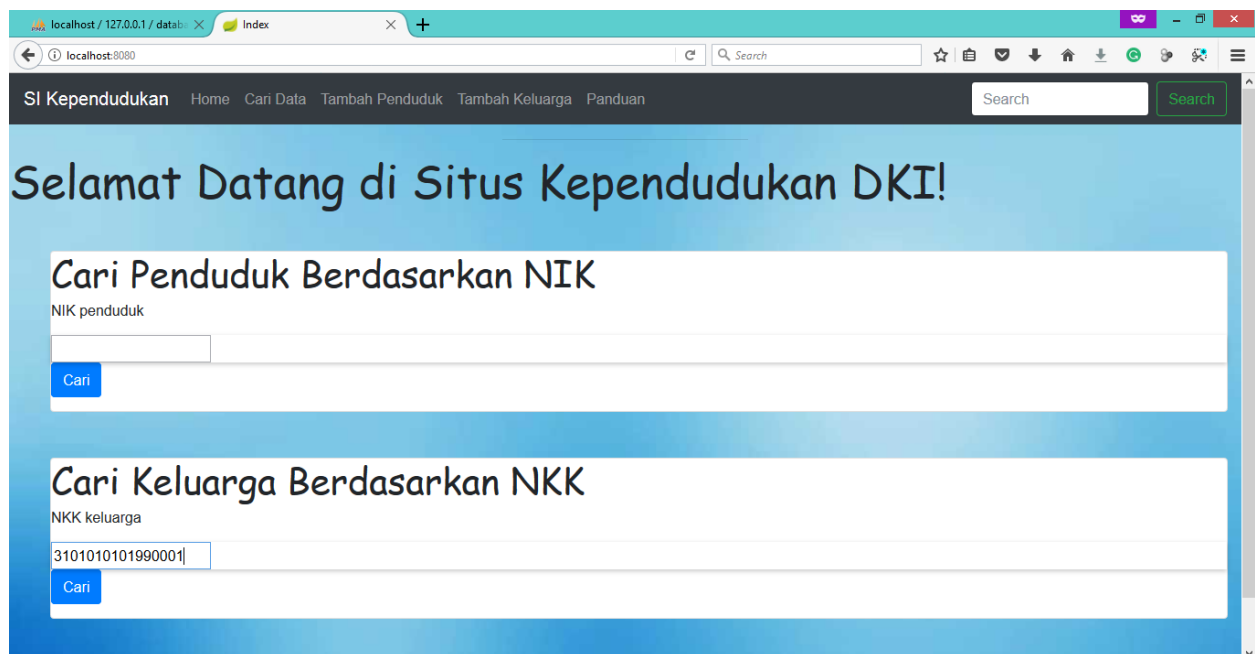 localhost / 127.0.0.1 / datab
Index
localhost:8080
Search
SI Kependudukan Home Cari Data Tambah Penduduk Tambah Keluarga Panduan Search Search
Selamat Datang di Situs Kependudukan DKI!
Cari Penduduk Berdasarkan NIK
NIK penduduk
Cari
Cari Keluarga Berdasarkan NKK
NKK keluarga
3101010101990001
Cari